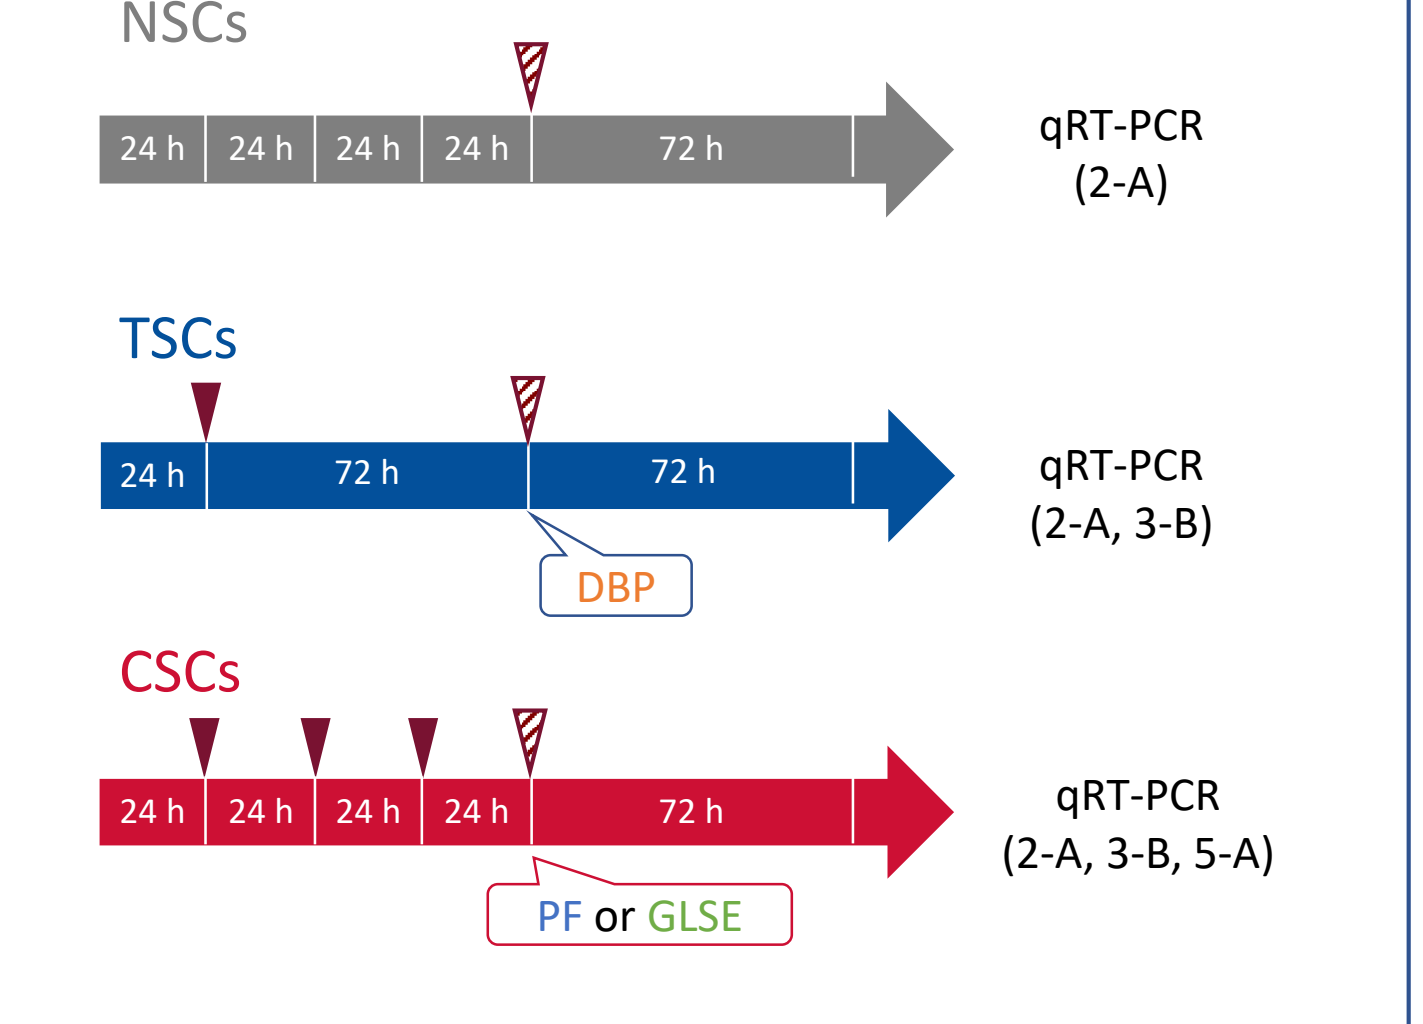 NSCs
24 h 24 h 24 h 24 h 72 h
qRT-PCR
(2-A)
TSCs
24 h 72 h 72 h
qRT-PCR
(2-A, 3-B)
DBP
CSCs
24 h 24 h 24 h 24 h 72 h
qRT-PCR
(2-A, 3-B, 5-A)
PF or GLSE